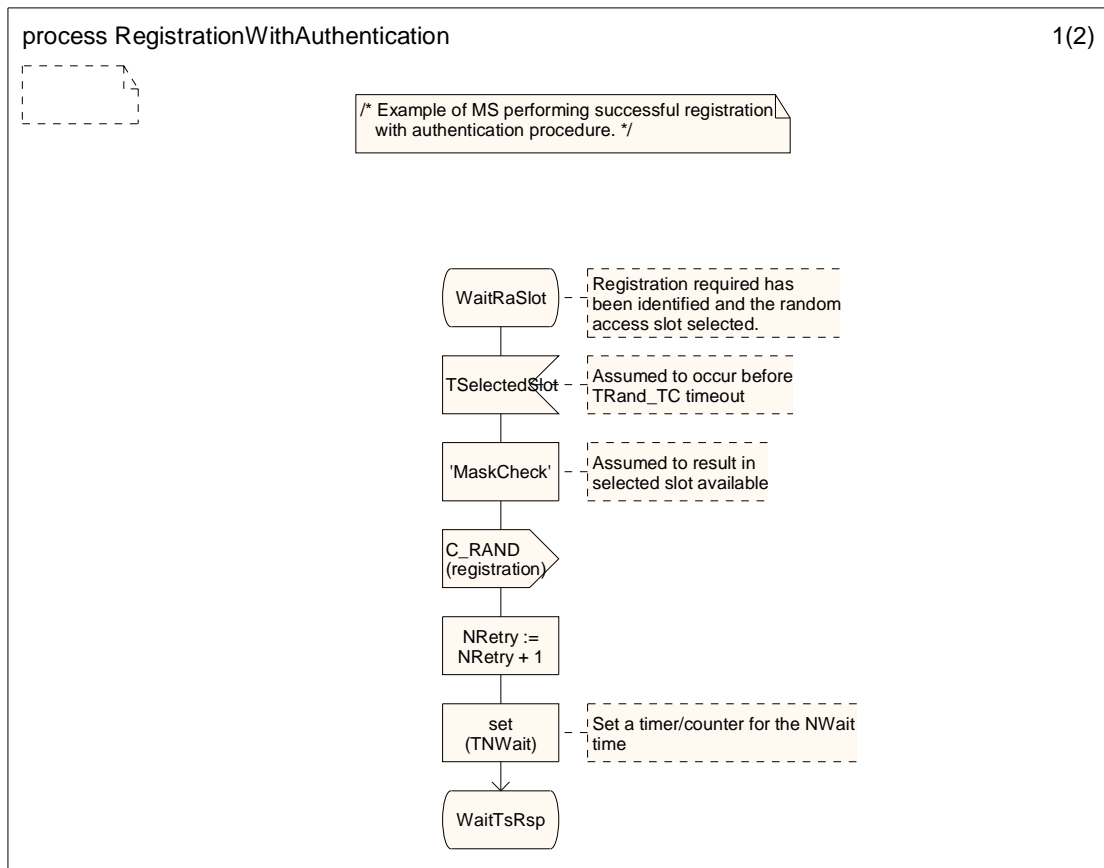 process RegistrationWithAuthentication
1(2)
/* Example of MS performing successful registration
with authentication procedure. */
WaitRaSlot
Registration required has
been identified and the random
access slot selected.
TSelectedSlot
Assumed to occur before
TRand_TC timeout
'MaskCheck'
Assumed to result in
selected slot available
C_RAND
(registration)
NRetry :=
NRetry + 1
set
(TNWait)
Set a timer/counter for the NWait
time
WaitTsRsp